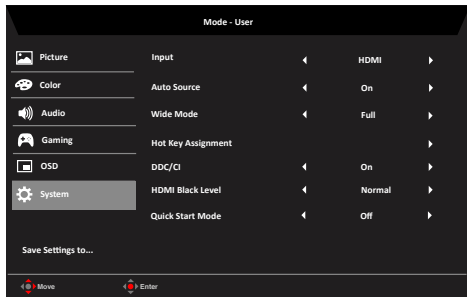 Mode - User
Picture
Input HDMI
Color
Auto Source On
Audio
Wide Mode Full
Gaming
Hot Key Assignment
OSD
DDC/CI On
System
HDMI Black Level Normal
Quick Start Mode Off
Save Settings to...
Move Enter